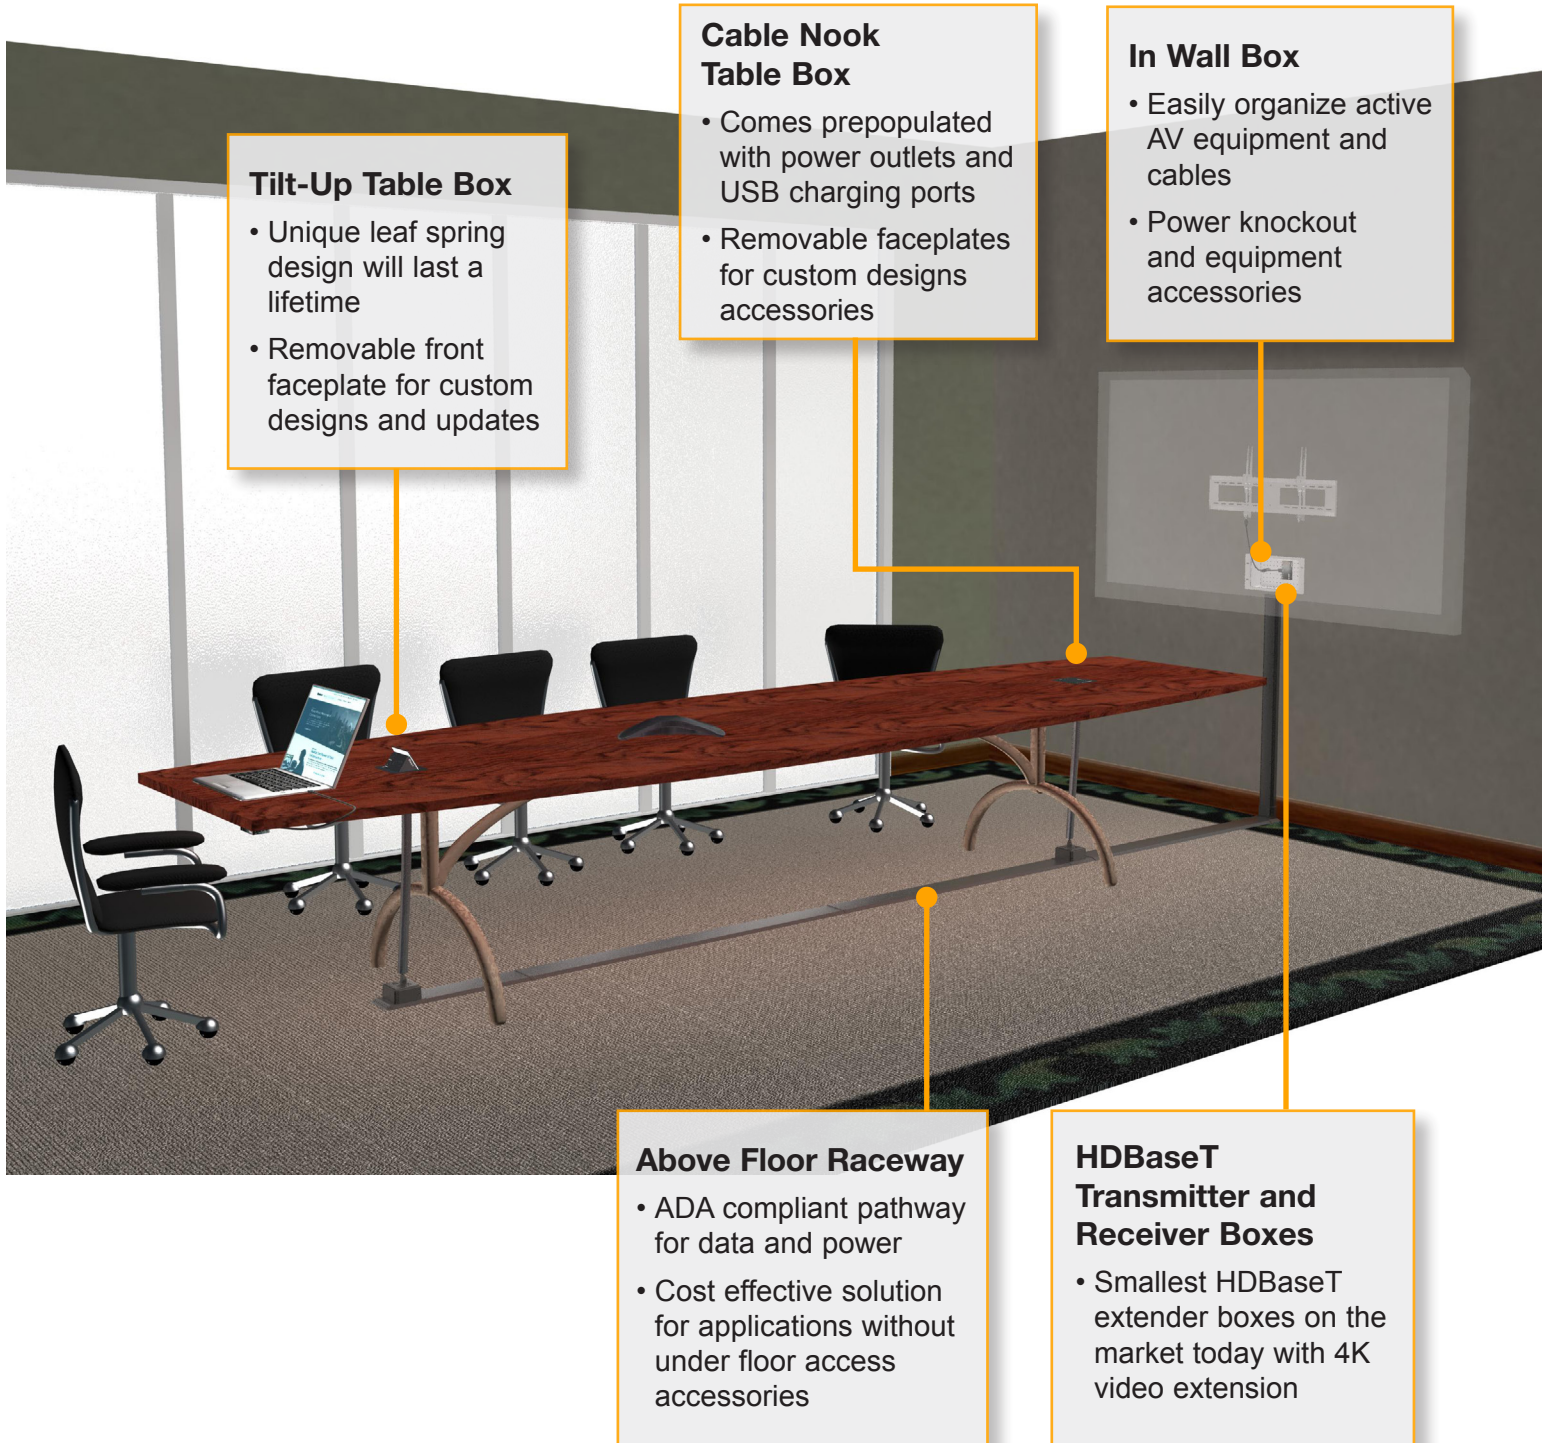 Cable Nook
Table Box
• Comes prepopulated
with power outlets and
USB charging ports
• Removable faceplates
for custom designs
accessories
In Wall Box
• Easily organize active
AV equipment and
cables
• Power knockout
and equipment
accessories
Tilt-Up Table Box
• Unique leaf spring
design will last a
lifetime
• Removable front
faceplate for custom
designs and updates
Above Floor Raceway
• ADA compliant pathway
for data and power
• Cost effective solution
for applications without
under floor access
accessories
HDBaseT
Transmitter and
Receiver Boxes
• Smallest HDBaseT
extender boxes on the
market today with 4K
video extension